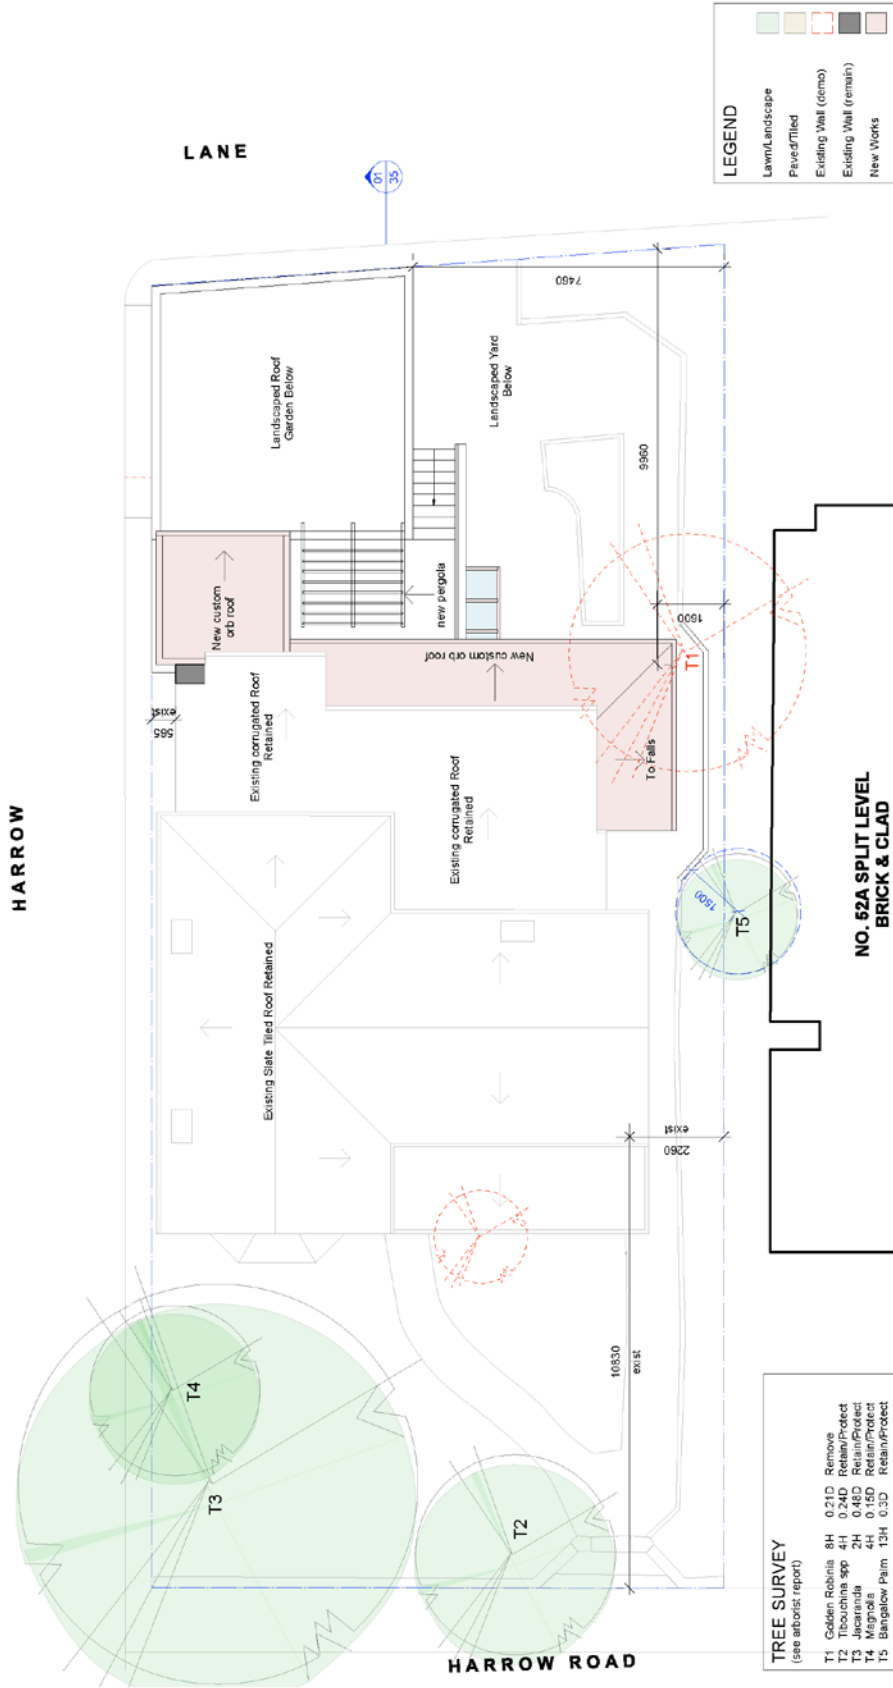 HARROW
LANE
01
35
LEGEND
Lawn/Landscape
Paved/Tiled
Existing Wall (demo)
Existing Wall (remain)
New Works
Landscaped Roof
Garden Below
Landscaped Yard
Below
7460
9960
1600
New custom
orb roof
new pergola
New custom orb roof
T1
To Falls
565
exist
Existing corrugated Roof
Retained
Existing corrugated Roof
Retained
Existing Slate Tiled Roof Retained
1500
T5
NO. 52A SPLIT LEVEL
BRICK & CLAD
2260
exist
10830
exist
T4
T3
T2
HARROW ROAD
TREE SURVEY
(see arborist report)
T1 Golden Robinia 8H 0.21D Remove
T2 Tibouchina spp 4H 0.24D Retain/Protect
T3 Jacaranda 2H 0.48D Retain/Protect
T4 Magnolia 4H 0.15D Retain/Protect
T5 Bangalow Palm 13H 0.3D Retain/Protect